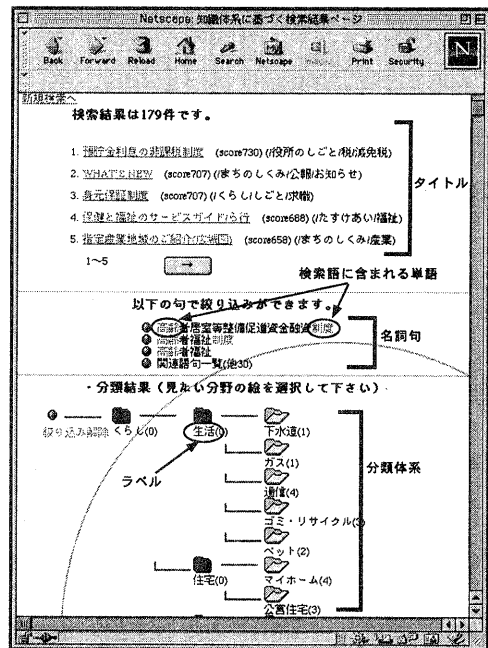 Netscape: 知識体系に基づく検索結果ページ
Back Forward Reload Home Search Netscape Images Print Security
N
新規検索へ
検索結果は179件です。
1. 預貯金利息の非課税制度 (score730) (/役所のしごと/税/減免税)
2. WHAT'S NEW (score707) (/まちのしくみ/公報/お知らせ)
3. 身元保証制度 (score707) (/くらし/しごと/求職)
4. 保健と福祉のサービスガイド/ら行 (score688) (/たすけあい/福祉)
5. 指定産業地域のご紹介(広域図) (score658) (/まちのしくみ/産業)
タイトル
1〜5 →
検索語に含まれる単語
以下の句で絞り込みができます。
高齢者居室等整備促進資金融資制度
高齢者福祉制度
高齢者福祉
関連語句一覧(他30)
名詞句
・分類結果(見たい分野の絵を選択して下さい)
絞り込み解除 くらし(0) 生活(0) 下水道(1)
ガス(1)
ラベル
分類体系
通信(4)
ゴミ・リサイクル(3)
ペット(2)
住宅(0) マイホーム(4)
公営住宅(3)